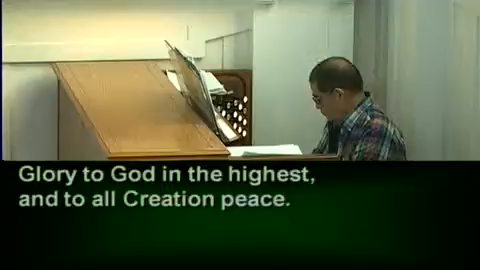 Glory to God in the highest,
and to all Creation peace.